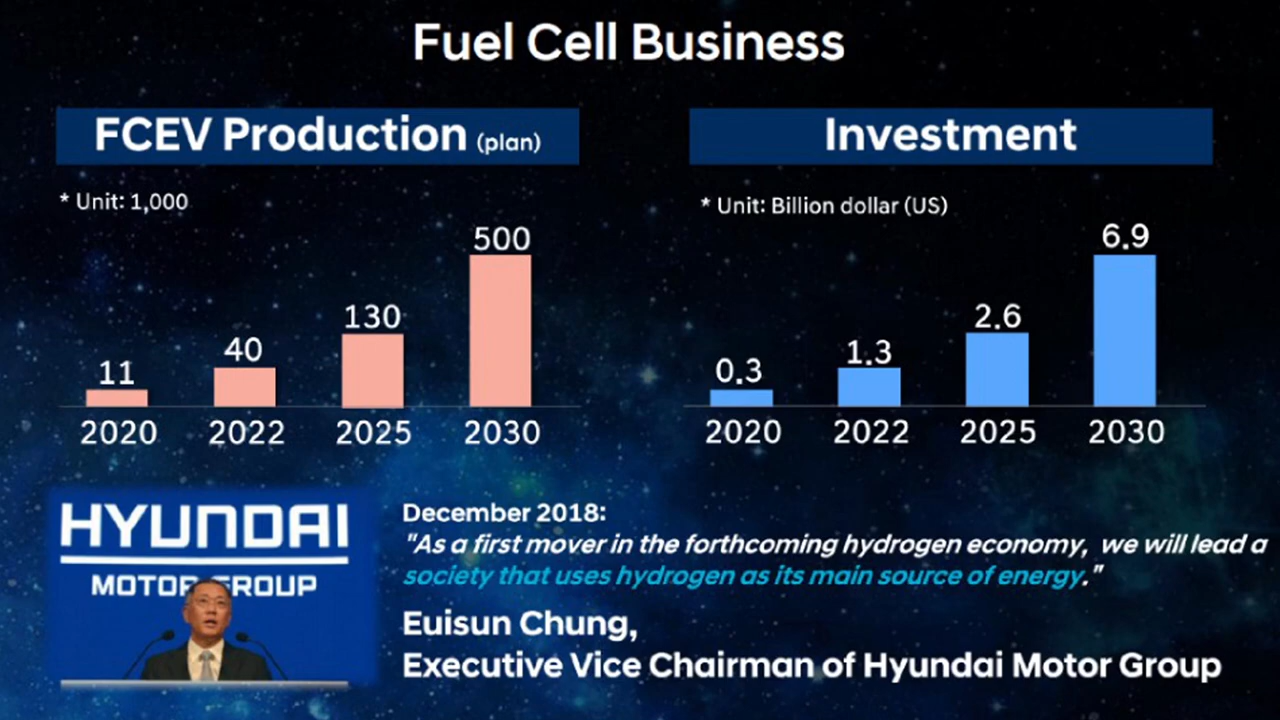 Fuel Cell Business
FCEV Production (plan)
* Unit: 1,000
11
40
130
500
2020
2022
2025
2030
Investment
* Unit: Billion dollar (US)
0.3
1.3
2.6
6.9
2020
2022
2025
2030
HYUNDAI
MOTOR GROUP
December 2018:
"As a first mover in the forthcoming hydrogen economy, we will lead a
society that uses hydrogen as its main source of energy."
Euisun Chung,
Executive Vice Chairman of Hyundai Motor Group